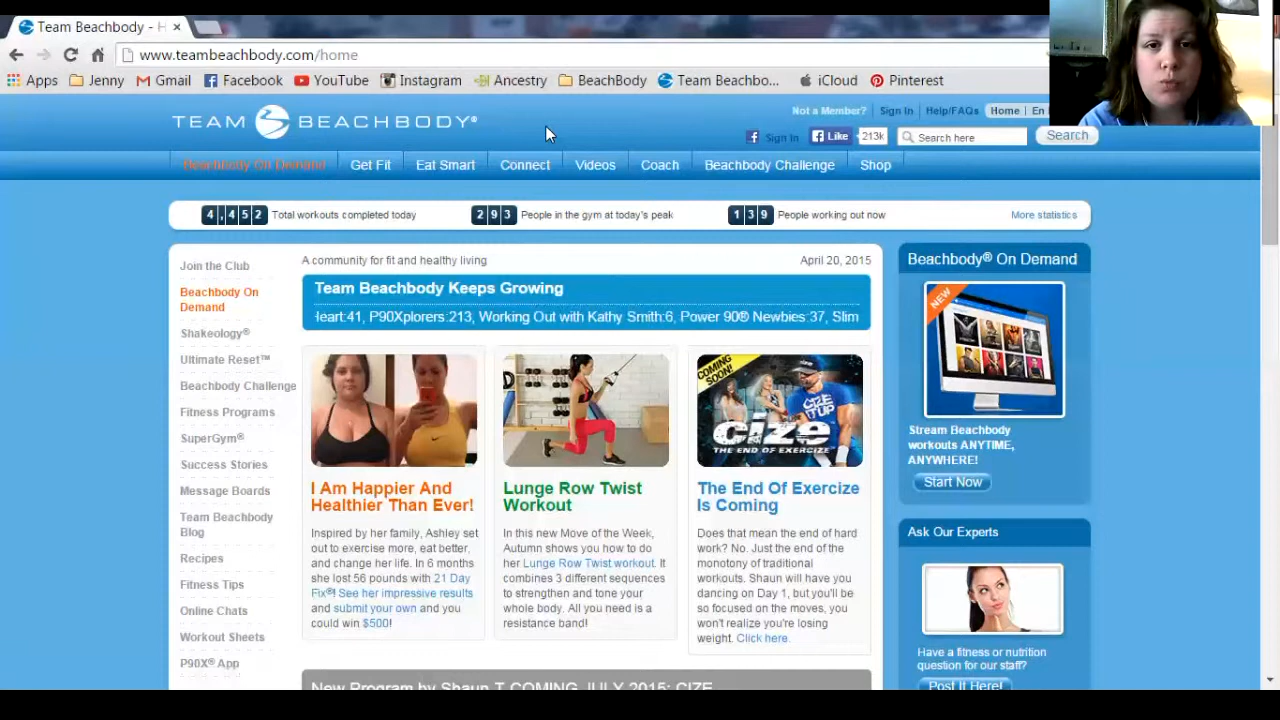 Team Beachbody - H
www.teambeachbody.com/home
Apps Jenny Gmail Facebook YouTube Instagram Ancestry BeachBody Team Beachbo... iCloud Pinterest
Not a Member? Sign In Help/FAQs Home En
TEAM BEACHBODY®
Sign In Like 213k Search here Search
Beachbody On Demand Get Fit Eat Smart Connect Videos Coach Beachbody Challenge Shop
4,452 Total workouts completed today 293 People in the gym at today's peak 139 People working out now More statistics
Join the Club
Beachbody On
Demand
Shakeology®
Ultimate Reset™
Beachbody Challenge
Fitness Programs
SuperGym®
Success Stories
Message Boards
Team Beachbody
Blog
Recipes
Fitness Tips
Online Chats
Workout Sheets
P90X® App
A community for fit and healthy living April 20, 2015
Team Beachbody Keeps Growing
Heart:41, P90Xplorers:213, Working Out with Kathy Smith:6, Power 90® Newbies:37, Slim
I Am Happier And
Healthier Than Ever!
Inspired by her family, Ashley set
out to exercise more, eat better,
and change her life. In 6 months
she lost 56 pounds with 21 Day
Fix®! See her impressive results
and submit your own and you
could win $500!
Lunge Row Twist
Workout
In this new Move of the Week,
Autumn shows you how to do
her Lunge Row Twist workout. It
combines 3 different sequences
to strengthen and tone your
whole body. All you need is a
resistance band!
COMING
SOON!
CIZE IT UP
cize
THE END OF EXERCIZE
The End Of Exercize
Is Coming
Does that mean the end of hard
work? No. Just the end of the
monotony of traditional
workouts. Shaun will have you
dancing on Day 1, but you'll be
so focused on the moves, you
won't realize you're losing
weight. Click here.
New Program by Shaun T COMING JULY 2015: CIZE
Beachbody® On Demand
NEW
Stream Beachbody
workouts ANYTIME,
ANYWHERE!
Start Now
Ask Our Experts
Have a fitness or nutrition
question for our staff?
Post It Here!